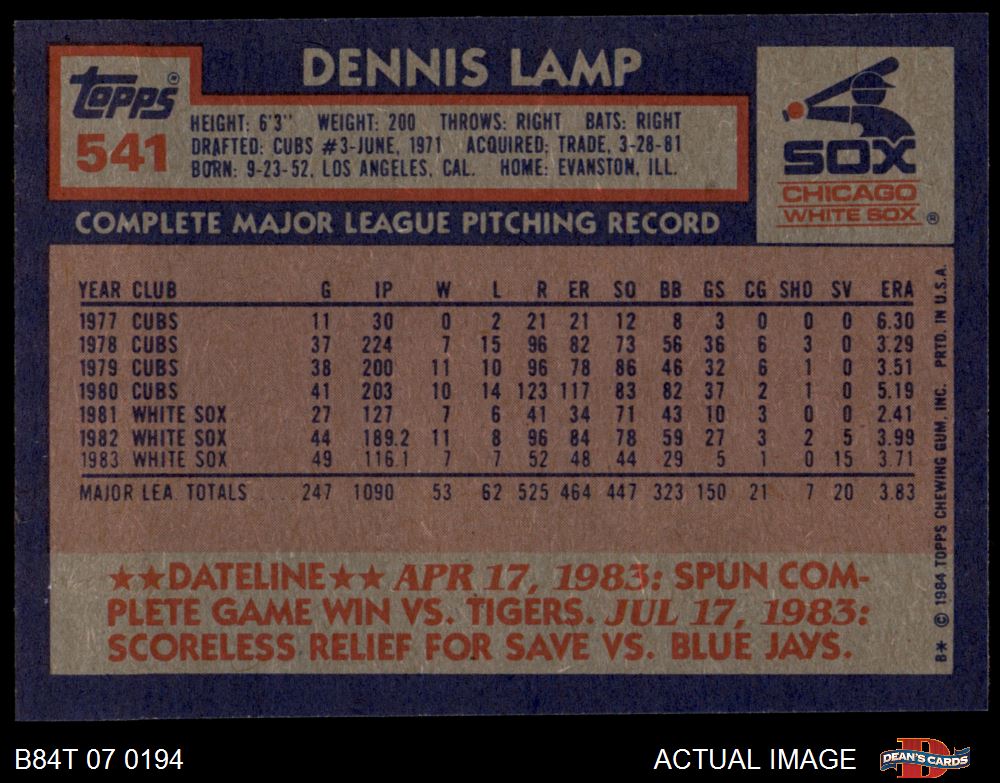 DENNIS LAMP
Topps®
541
HEIGHT: 6'3" WEIGHT: 200 THROWS: RIGHT BATS: RIGHT
DRAFTED: CUBS #3-JUNE, 1971 ACQUIRED: TRADE, 3-28-81
BORN: 9-23-52, LOS ANGELES, CAL. HOME: EVANSTON, ILL.
SOX
CHICAGO
WHITE SOX ®
COMPLETE MAJOR LEAGUE PITCHING RECORD
YEAR CLUB G IP W L R ER SO BB GS CG SHO SV ERA
1977 CUBS 11 30 0 2 21 21 12 8 3 0 0 0 6.30
1978 CUBS 37 224 7 15 96 82 73 56 36 6 3 0 3.29
1979 CUBS 38 200 11 10 96 78 86 46 32 6 1 0 3.51
1980 CUBS 41 203 10 14 123 117 83 82 37 2 1 0 5.19
1981 WHITE SOX 27 127 7 6 41 34 71 43 10 3 0 0 2.41
1982 WHITE SOX 44 189.2 11 8 96 84 78 59 27 3 2 5 3.99
1983 WHITE SOX 49 116.1 7 7 52 48 44 29 5 1 0 15 3.71
MAJOR LEA. TOTALS .... 247 1090 53 62 525 464 447 323 150 21 7 20 3.83
★★DATELINE★★ APR 17, 1983: SPUN COM-
PLETE GAME WIN VS. TIGERS. JUL 17, 1983:
SCORELESS RELIEF FOR SAVE VS. BLUE JAYS.
B* © 1984 TOPPS CHEWING GUM, INC. PRTD. IN U.S.A.
B84T 07 0194
ACTUAL IMAGE
D
DEAN'S CARDS